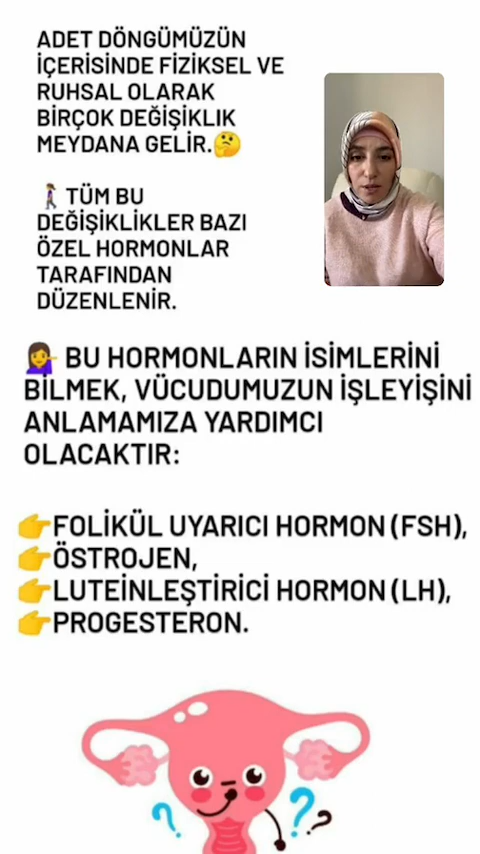 ADET DÖNGÜMÜZÜN
İÇERİSİNDE FİZİKSEL VE
RUHSAL OLARAK
BİRÇOK DEĞİŞİKLIK
MEYDANA GELİR.🤔
🚶‍♀️TÜM BU
DEĞİŞİKLİKLER BAZI
ÖZEL HORMONLAR
TARAFINDAN
DÜZENLENİR.
💁‍♀️ BU HORMONLARIN İSİMLERİNİ
BİLMEK, VÜCUDUMUZUN İŞLEYİŞİNİ
ANLAMAMIZA YARDIMCI
OLACAKTIR:
👉FOLİKÜL UYARICI HORMON (FSH),
👉ÖSTROJEN,
👉LUTEİNLEŞTİRİCİ HORMON (LH),
👉PROGESTERON.
? ? ?